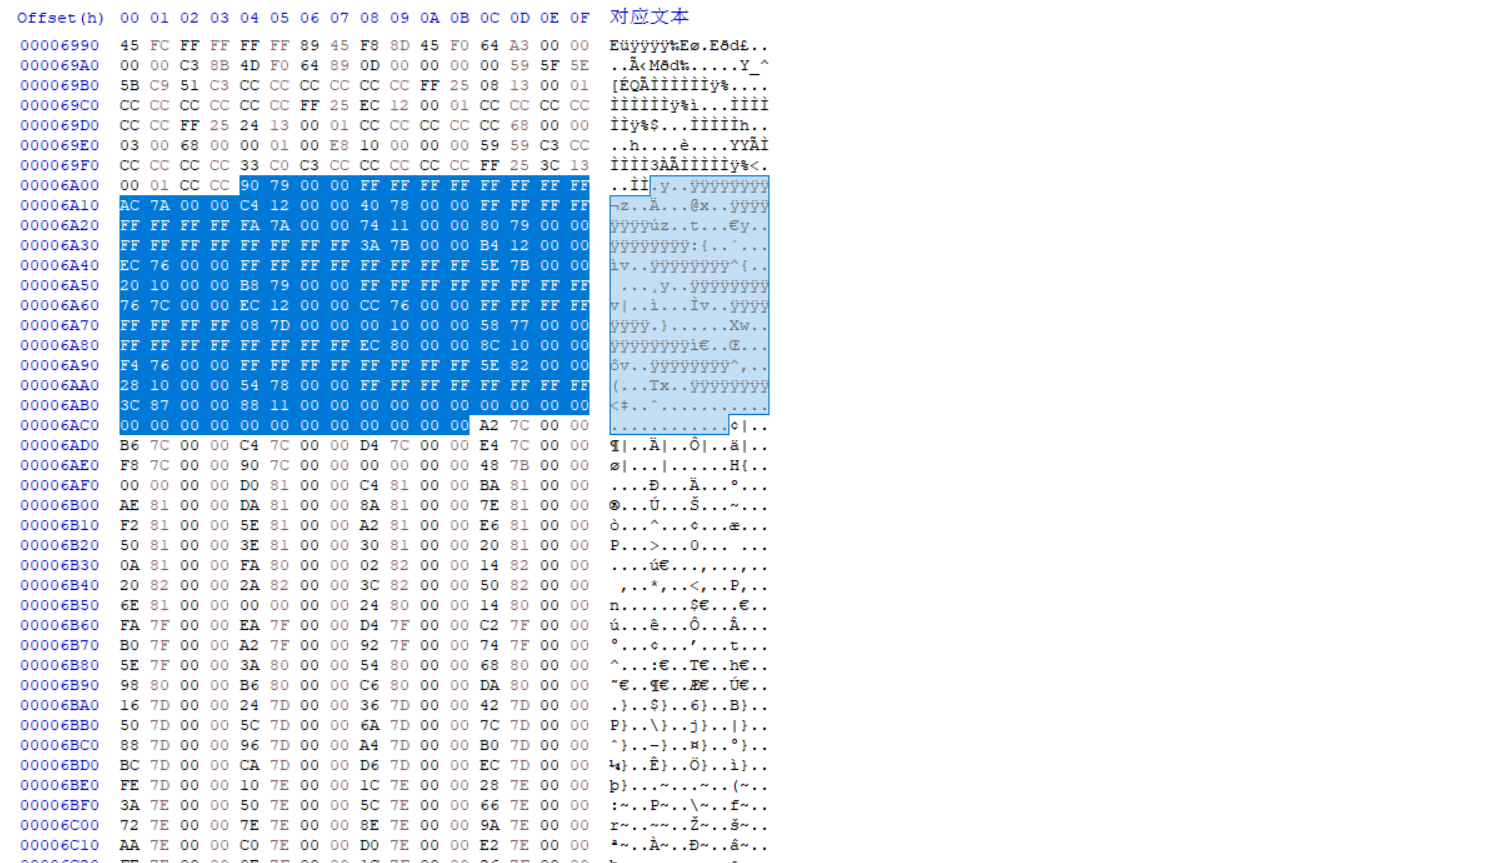 Offset(h) 00 01 02 03 04 05 06 07 08 09 0A 0B 0C 0D 0E 0F 对应文本
00006990 45 FC FF FF FF FF 89 45 F8 8D 45 F0 64 A3 00 00 Eüÿÿÿÿ‰Eø.Eðd£..
000069A0 00 00 C3 8B 4D F0 64 89 0D 00 00 00 00 59 5F 5E ..Ã‹Mðd‰.....Y_^
000069B0 5B C9 51 C3 CC CC CC CC CC CC FF 25 08 13 00 01 [ÉQÃÌÌÌÌÌÌÿ%....
000069C0 CC CC CC CC CC CC FF 25 EC 12 00 01 CC CC CC CC ÌÌÌÌÌÌÿ%ì...ÌÌÌÌ
000069D0 CC CC FF 25 24 13 00 01 CC CC CC CC CC 68 00 00 ÌÌÿ%$...ÌÌÌÌÌh..
000069E0 03 00 68 00 00 01 00 E8 10 00 00 00 59 59 C3 CC ..h....è....YYÃÌ
000069F0 CC CC CC CC 33 C0 C3 CC CC CC CC CC FF 25 3C 13 ÌÌÌÌ3ÀÃÌÌÌÌÌÿ%<.
00006A00 00 01 CC CC 90 79 00 00 FF FF FF FF FF FF FF FF ..ÌÌ.y..ÿÿÿÿÿÿÿÿ
00006A10 AC 7A 00 00 C4 12 00 00 40 78 00 00 FF FF FF FF ¬z..Ä...@x..ÿÿÿÿ
00006A20 FF FF FF FF FA 7A 00 00 74 11 00 00 80 79 00 00 ÿÿÿÿúz..t...€y..
00006A30 FF FF FF FF FF FF FF FF 3A 7B 00 00 B4 12 00 00 ÿÿÿÿÿÿÿÿ:{..´...
00006A40 EC 76 00 00 FF FF FF FF FF FF FF FF 5E 7B 00 00 ìv..ÿÿÿÿÿÿÿÿ^{..
00006A50 20 10 00 00 B8 79 00 00 FF FF FF FF FF FF FF FF  ...¸y..ÿÿÿÿÿÿÿÿ
00006A60 76 7C 00 00 EC 12 00 00 CC 76 00 00 FF FF FF FF v|..ì...Ìv..ÿÿÿÿ
00006A70 FF FF FF FF 08 7D 00 00 00 10 00 00 58 77 00 00 ÿÿÿÿ.}......Xw..
00006A80 FF FF FF FF FF FF FF FF EC 80 00 00 8C 10 00 00 ÿÿÿÿÿÿÿÿì€..Œ...
00006A90 F4 76 00 00 FF FF FF FF FF FF FF FF 5E 82 00 00 ôv..ÿÿÿÿÿÿÿÿ^‚..
00006AA0 28 10 00 00 54 78 00 00 FF FF FF FF FF FF FF FF (...Tx..ÿÿÿÿÿÿÿÿ
00006AB0 3C 87 00 00 88 11 00 00 00 00 00 00 00 00 00 00 <‡..ˆ...........
00006AC0 00 00 00 00 00 00 00 00 00 00 00 00 A2 7C 00 00 ............¢|..
00006AD0 B6 7C 00 00 C4 7C 00 00 D4 7C 00 00 E4 7C 00 00 ¶|..Ä|..Ô|..ä|..
00006AE0 F8 7C 00 00 90 7C 00 00 00 00 00 00 48 7B 00 00 ø|...|......H{..
00006AF0 00 00 00 00 D0 81 00 00 C4 81 00 00 BA 81 00 00 ....Ð...Ä...º...
00006B00 AE 81 00 00 DA 81 00 00 8A 81 00 00 7E 81 00 00 ®...Ú...Š...~...
00006B10 F2 81 00 00 5E 81 00 00 A2 81 00 00 E6 81 00 00 ò...^...¢...æ...
00006B20 50 81 00 00 3E 81 00 00 30 81 00 00 20 81 00 00 P...>...0... ...
00006B30 0A 81 00 00 FA 80 00 00 02 82 00 00 14 82 00 00 ....ú€...‚...‚..
00006B40 20 82 00 00 2A 82 00 00 3C 82 00 00 50 82 00 00  ‚..*‚..<‚..P‚..
00006B50 6E 81 00 00 00 00 00 00 24 80 00 00 14 80 00 00 n.......$€...€..
00006B60 FA 7F 00 00 EA 7F 00 00 D4 7F 00 00 C2 7F 00 00 ú...ê...Ô...Â...
00006B70 B0 7F 00 00 A2 7F 00 00 92 7F 00 00 74 7F 00 00 °...¢...’...t...
00006B80 5E 7F 00 00 3A 80 00 00 54 80 00 00 68 80 00 00 ^...:€..T€..h€..
00006B90 98 80 00 00 B6 80 00 00 C6 80 00 00 DA 80 00 00 ˜€..¶€..Æ€..Ú€..
00006BA0 16 7D 00 00 24 7D 00 00 36 7D 00 00 42 7D 00 00 .}..$}..6}..B}..
00006BB0 50 7D 00 00 5C 7D 00 00 6A 7D 00 00 7C 7D 00 00 P}..\}..j}..|}..
00006BC0 88 7D 00 00 96 7D 00 00 A4 7D 00 00 B0 7D 00 00 ˆ}..–}..¤}..°}..
00006BD0 BC 7D 00 00 CA 7D 00 00 D6 7D 00 00 EC 7D 00 00 ¼}..Ê}..Ö}..ì}..
00006BE0 FE 7D 00 00 10 7E 00 00 1C 7E 00 00 28 7E 00 00 þ}...~...~..(~..
00006BF0 3A 7E 00 00 50 7E 00 00 5C 7E 00 00 66 7E 00 00 :~..P~..\~..f~..
00006C00 72 7E 00 00 7E 7E 00 00 8E 7E 00 00 9A 7E 00 00 r~..~~..Ž~..š~..
00006C10 AA 7E 00 00 C0 7E 00 00 D0 7E 00 00 E2 7E 00 00 ª~..À~..Ð~..â~..